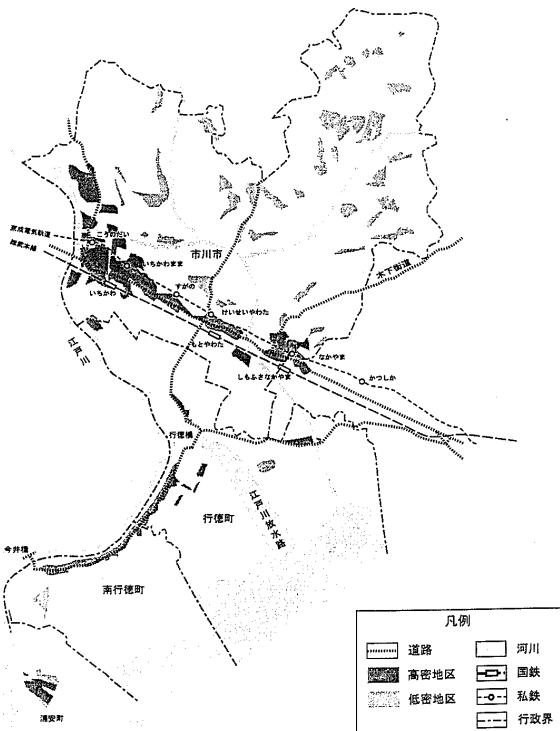 京成電気軌道
総武本線
こうのだい
いちかわまま
市川市
すがの
いちかわ
けいせいやわた
木下街道
もとやわた
なかやま
しもふさなかやま
かつしか
江戸川
行徳橋
江戸川放水路
行徳町
今井橋
南行徳町
浦安町
凡例
道路
河川
高密地区
国鉄
低密地区
私鉄
行政界